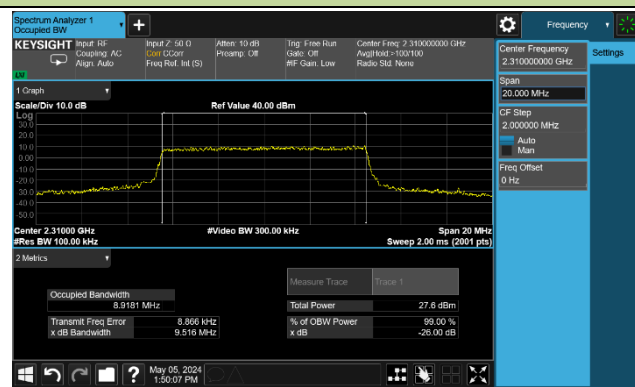 Spectrum Analyzer 1
Occupied BW
Frequency
KEYSIGHT
Input: RF
Coupling: AC
Align: Auto
Input Z: 50 Ω
Corr CCorr
Freq Ref: Int (S)
Atten: 10 dB
Preamp: Off
Trig: Free Run
Gate: Off
#IF Gain: Low
Center Freq: 2.310000000 GHz
Avg|Hold:>100/100
Radio Std: None
Center Frequency
2.310000000 GHz
Settings
Span
20.000 MHz
CF Step
2.000000 MHz
Auto
Man
Freq Offset
0 Hz
1 Graph
Scale/Div 10.0 dB
Ref Value 40.00 dBm
Log
30.0
20.0
10.0
0.00
-10.0
-20.0
-30.0
-40.0
-50.0
Center 2.31000 GHz
#Video BW 300.00 kHz
Span 20 MHz
#Res BW 100.00 kHz
Sweep 2.00 ms (2001 pts)
2 Metrics
Measure Trace
Trace 1
Occupied Bandwidth
8.9181 MHz
Total Power
27.6 dBm
Transmit Freq Error
8.866 kHz
% of OBW Power
99.00 %
x dB Bandwidth
9.516 MHz
x dB
-26.00 dB
May 05, 2024
1:50:07 PM